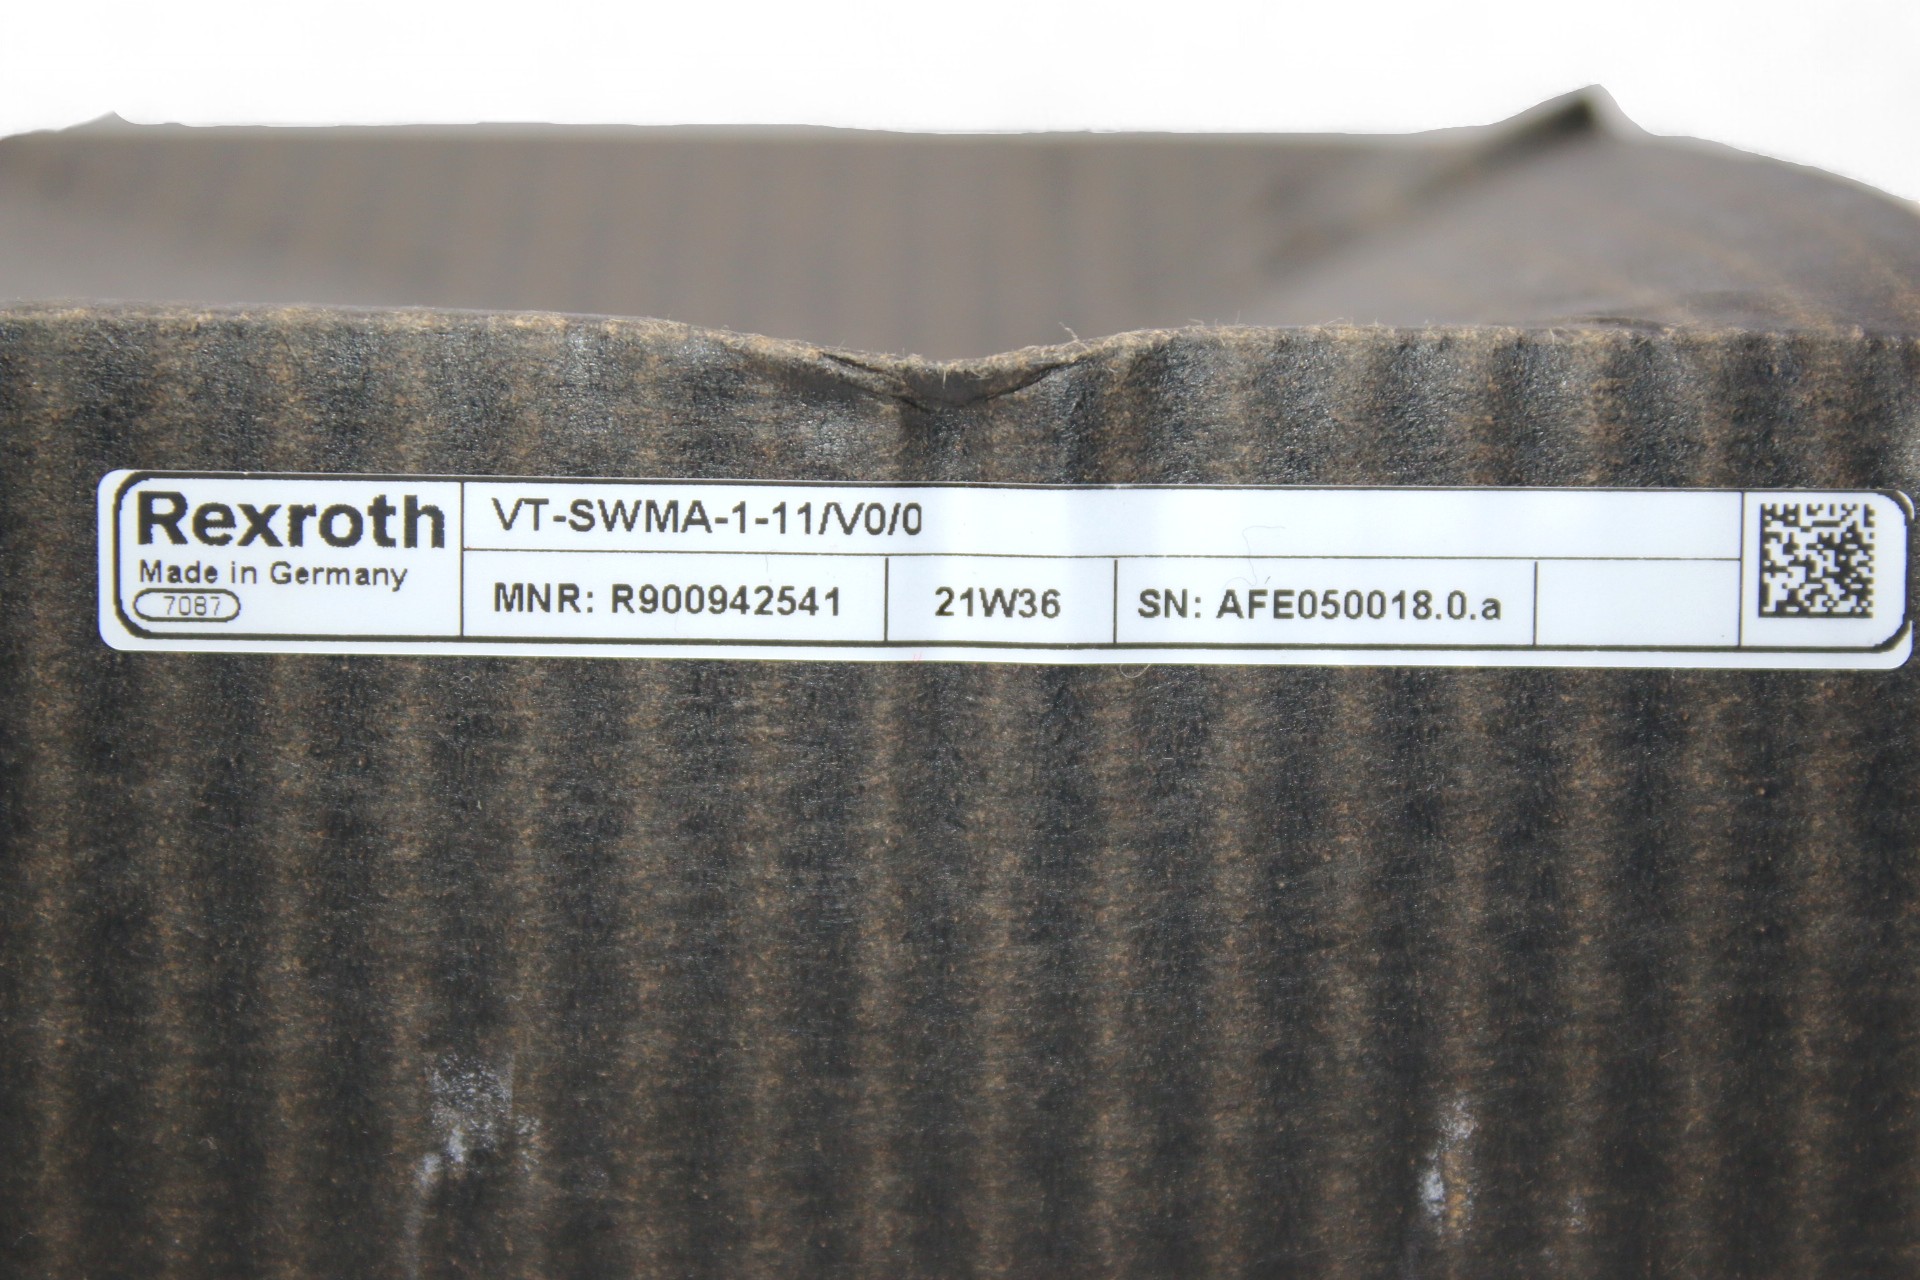 Rexroth
Made in Germany
7087
VT-SWMA-1-11/V0/0
MNR: R900942541
21W36
SN: AFE050018.0.a